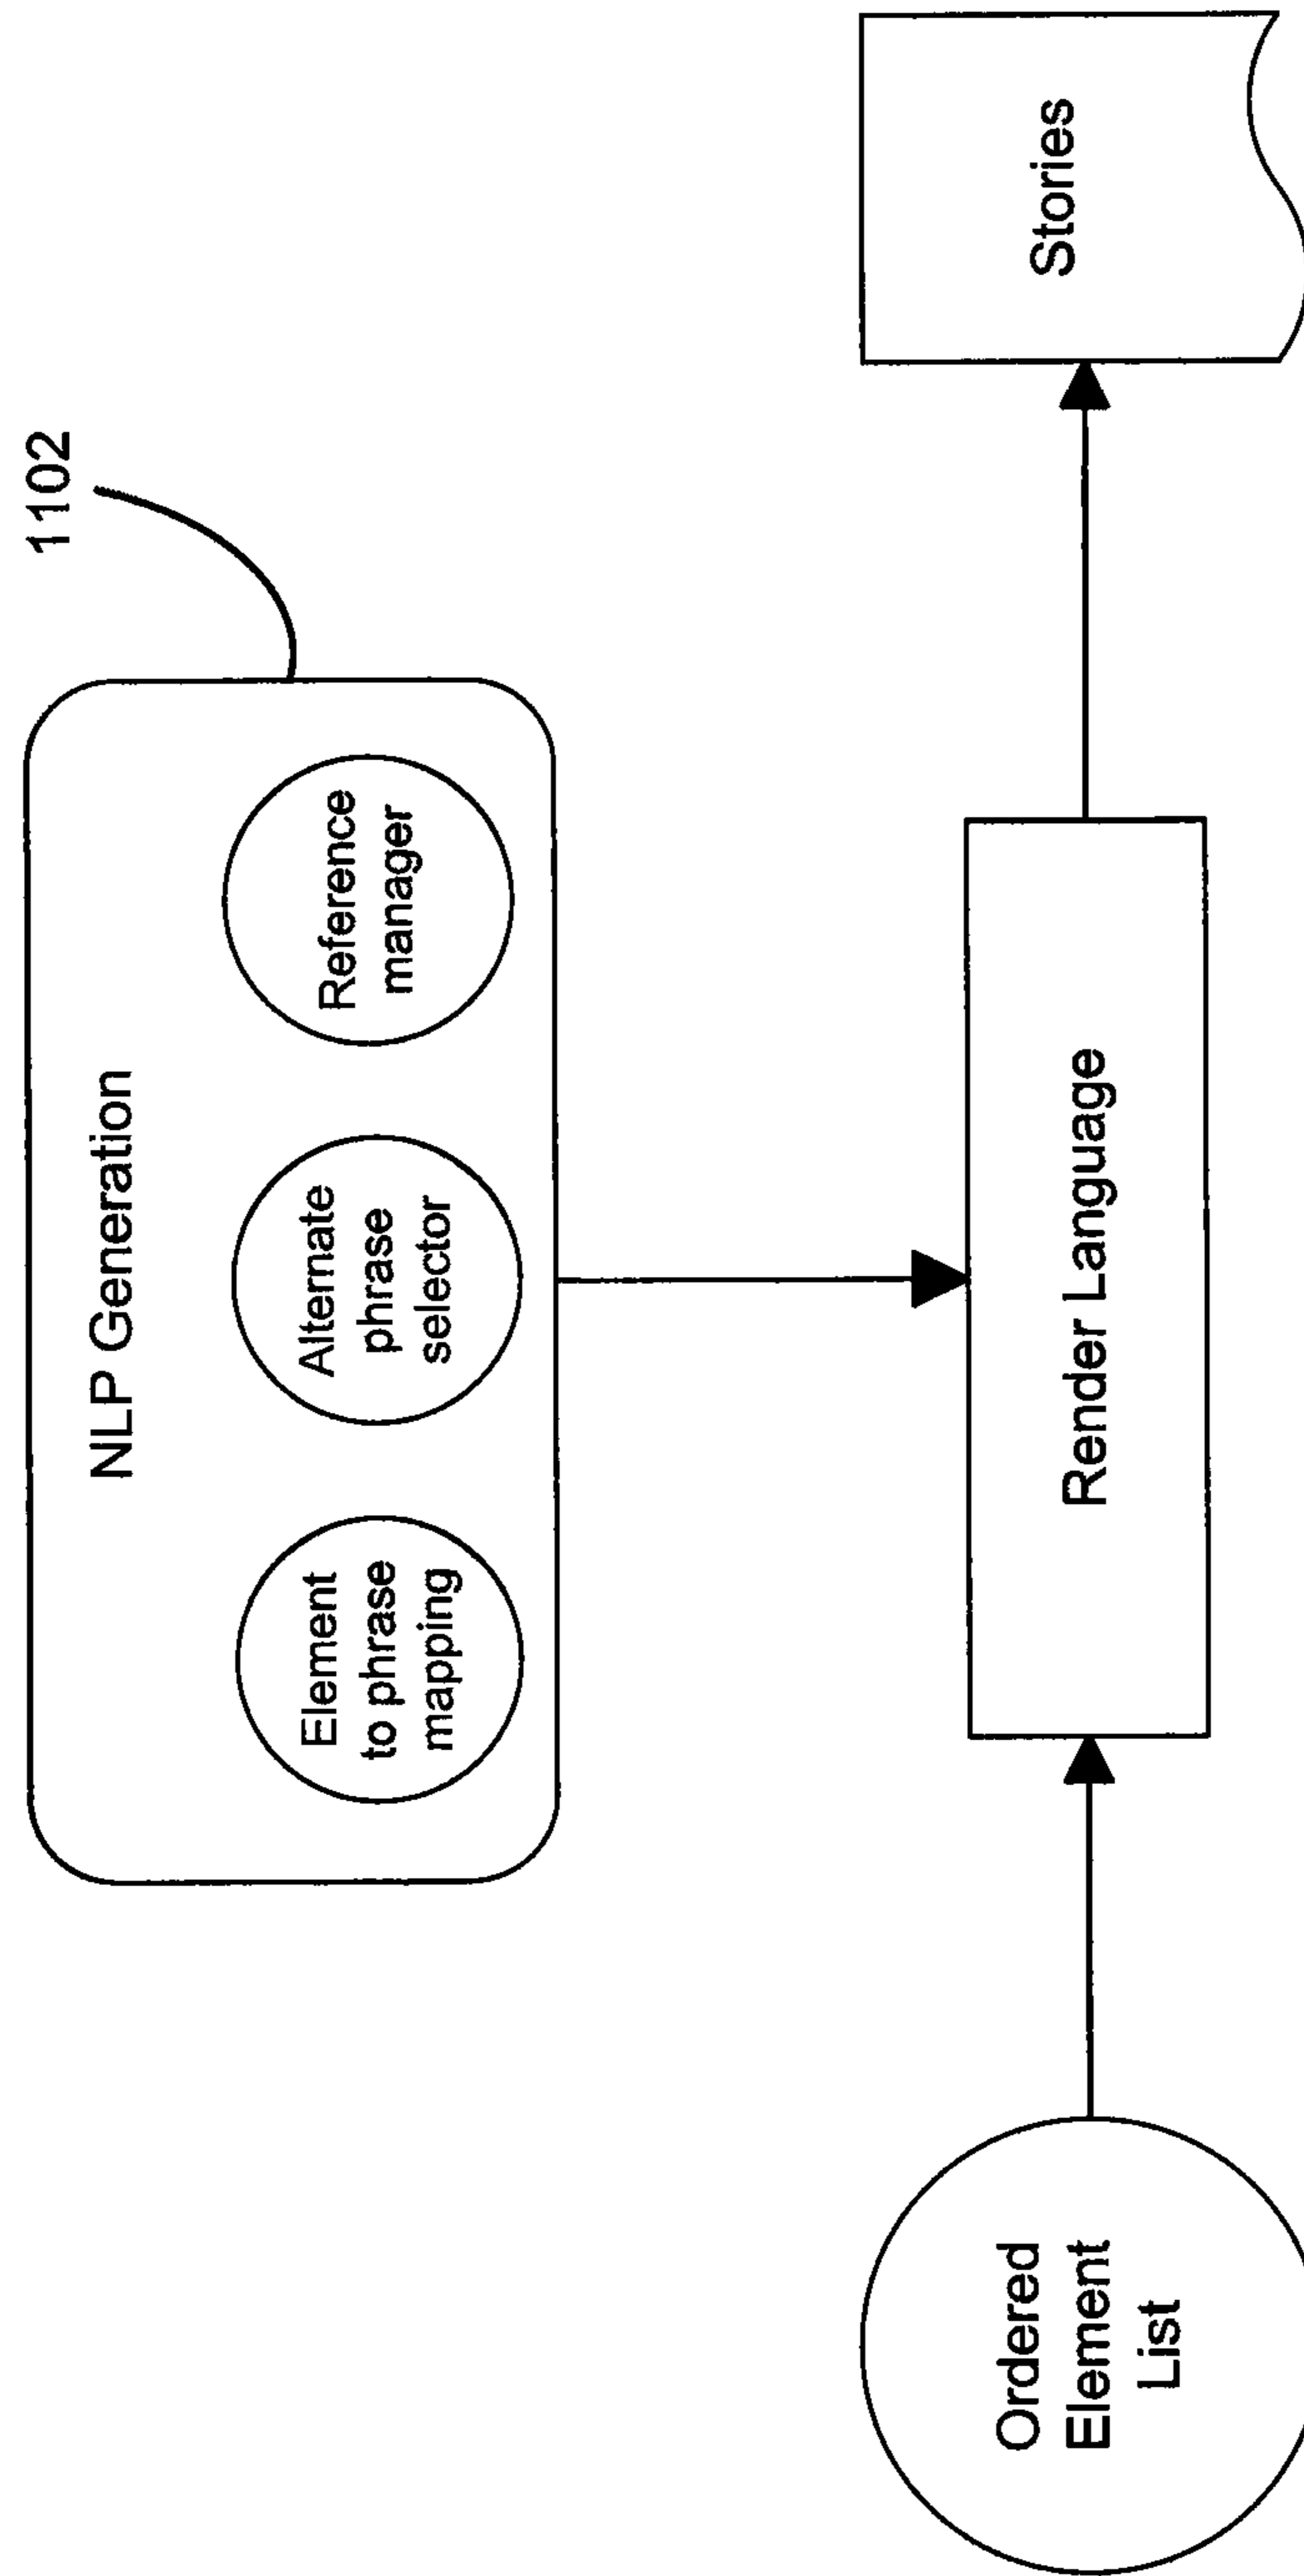 1102
NLP Generation
Element
to phrase
mapping
Alternate
phrase
selector
Reference
manager
Ordered
Element
List
Render Language
Stories